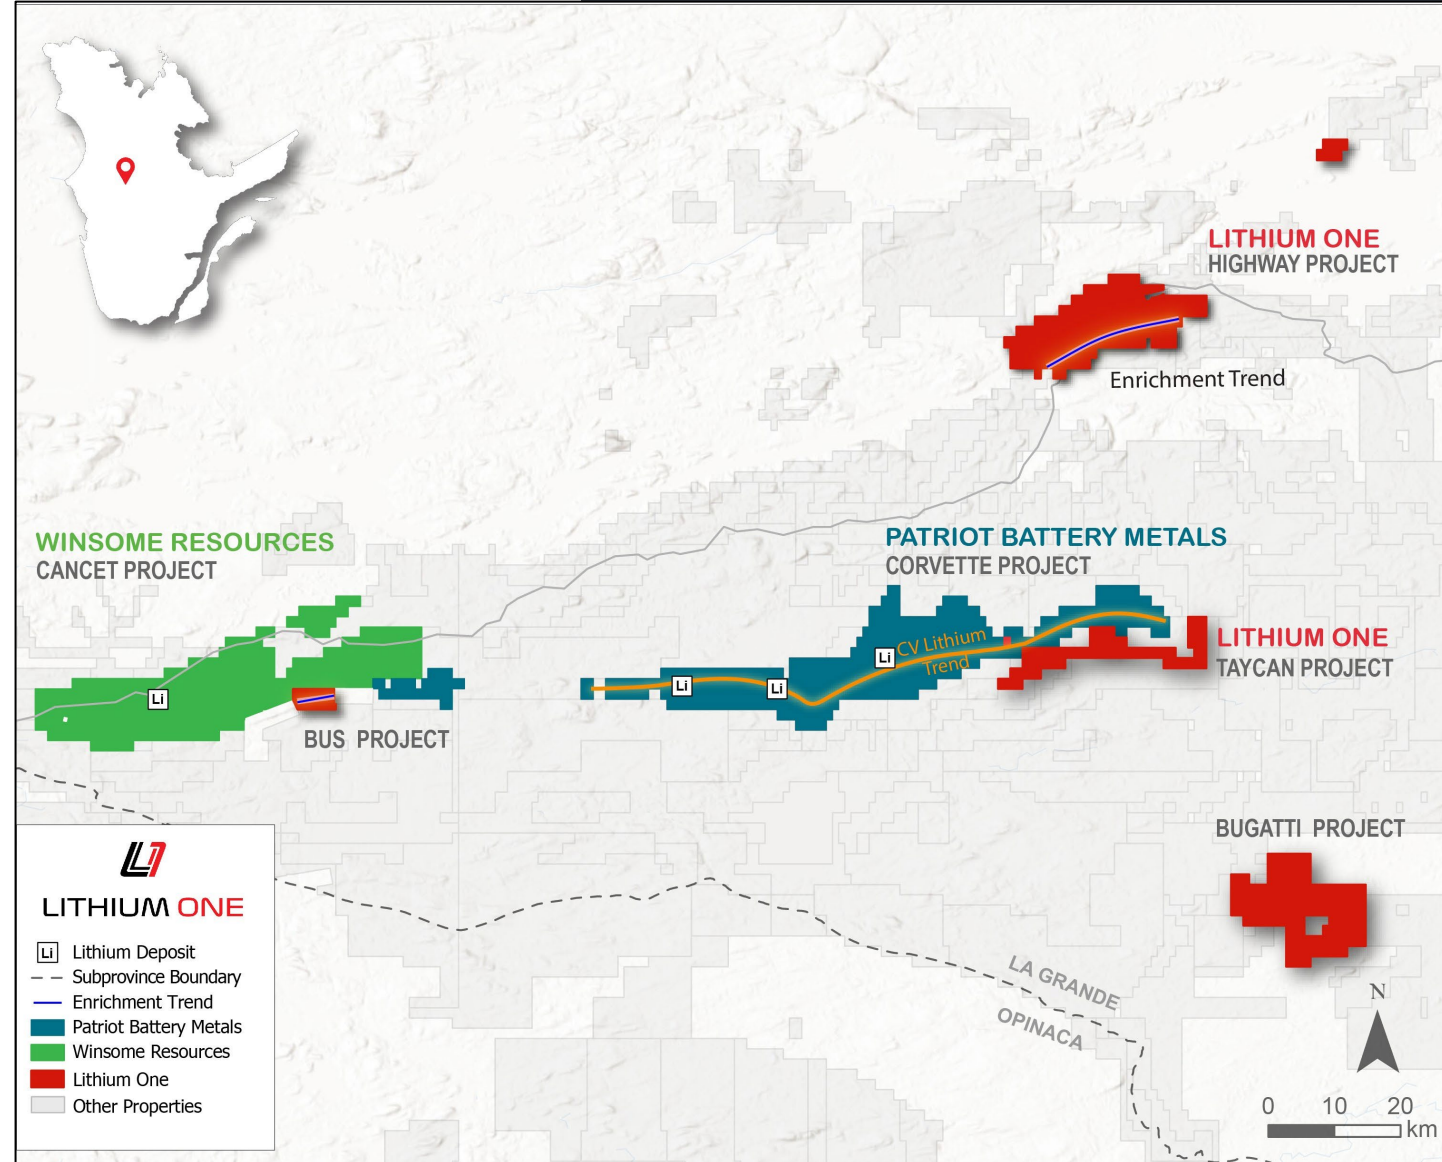 LITHIUM ONE
HIGHWAY PROJECT
Enrichment Trend
WINSOME RESOURCES
CANCET PROJECT
PATRIOT BATTERY METALS
CORVETTE PROJECT
CV Lithium
Trend
Li
Li
Li
Li
LITHIUM ONE
TAYCAN PROJECT
BUS PROJECT
BUGATTI PROJECT
LA GRANDE
OPINACA
L1
LITHIUM ONE
Li Lithium Deposit
Subprovince Boundary
Enrichment Trend
Patriot Battery Metals
Winsome Resources
Lithium One
Other Properties
N
0 10 20
km